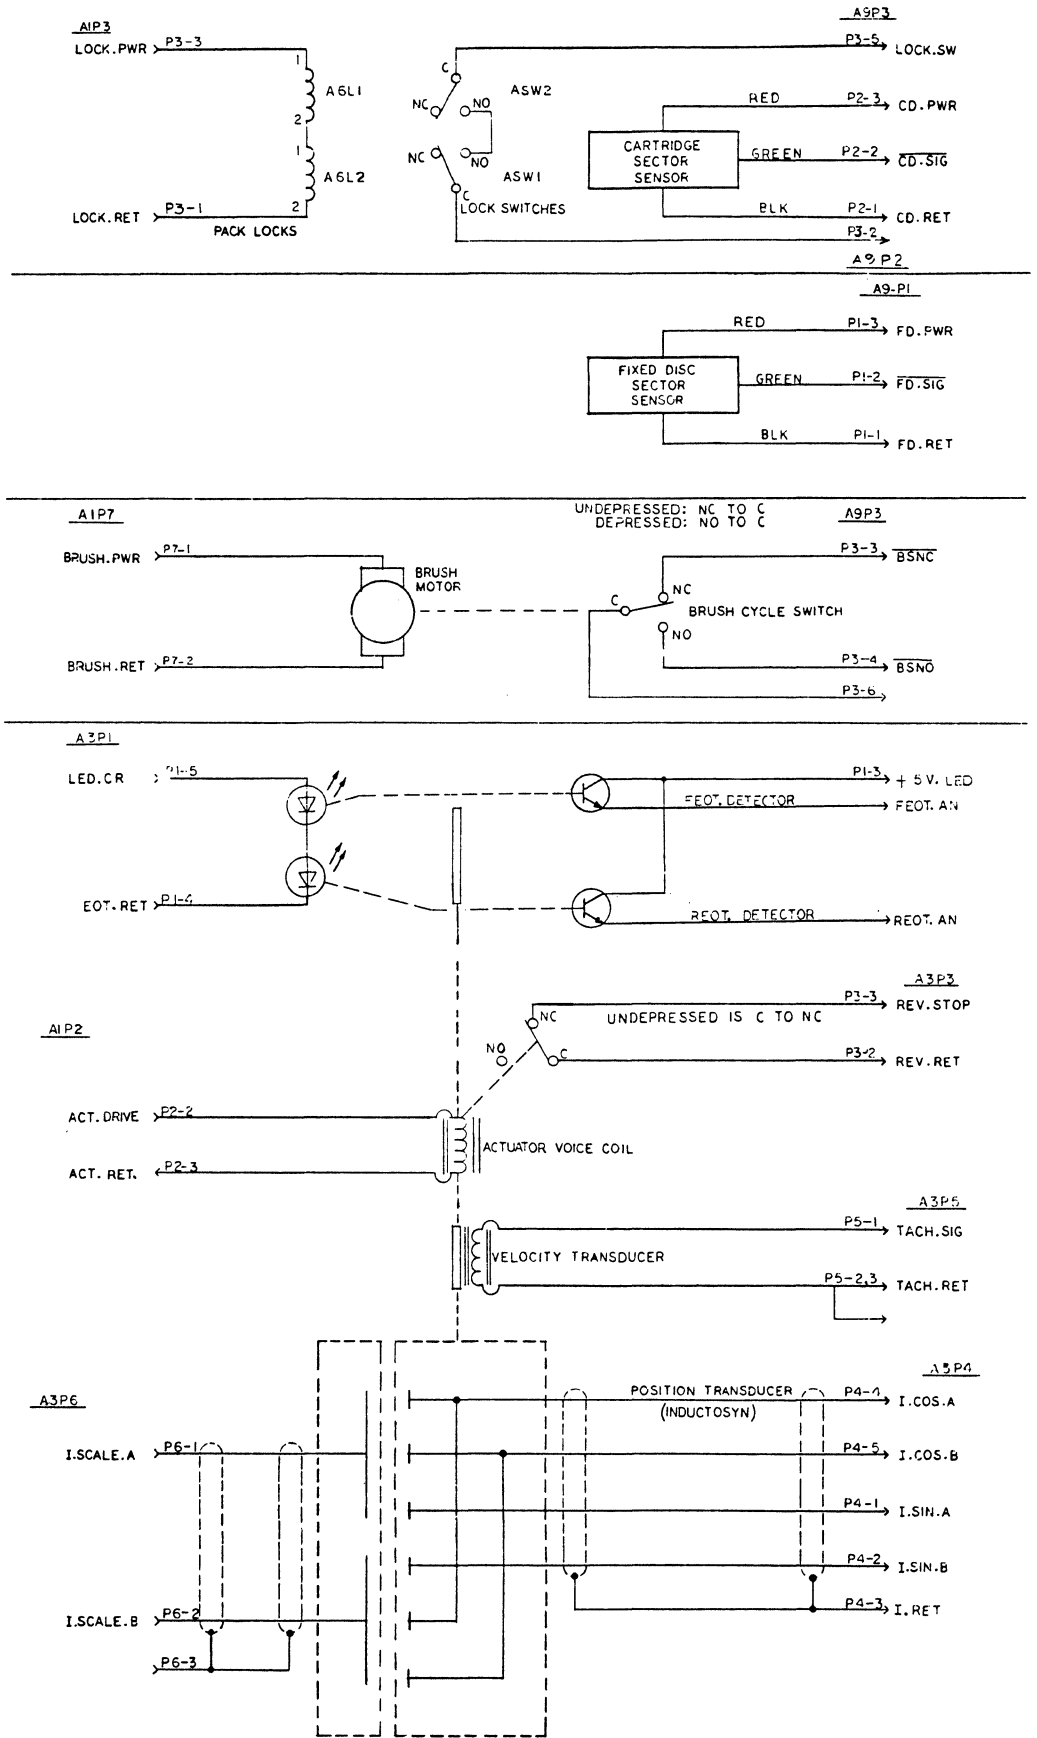 A1P3
A9P3
LOCK.PWR P3-3
P3-5 LOCK.SW
1
A6L1
C
NC NO
ASW2
RED P2-3 CD.PWR
2
1
A6L2
NC NO
ASW1
CARTRIDGE
SECTOR
SENSOR
GREEN P2-2 CD.SIG
C
LOCK SWITCHES
LOCK.RET P3-1
2
PACK LOCKS
BLK P2-1 CD.RET
P3-2
A9P2
A9-P1
RED P1-3 FD.PWR
FIXED DISC
SECTOR
SENSOR
GREEN P1-2 FD.SIG
BLK P1-1 FD.RET
A1P7
UNDEPRESSED: NC TO C
DEPRESSED: NO TO C
A9P3
BRUSH.PWR P7-1
P3-3 BSNC
BRUSH
MOTOR
C NC
BRUSH CYCLE SWITCH
NO
BRUSH.RET P7-2
P3-4 BSNO
P3-6
A3P1
LED.CR P1-5
P1-3 + 5V. LED
FEOT.DETECTOR FEOT.AN
EOT.RET P1-4
REOT. DETECTOR REOT.AN
A3P3
P3-3 REV.STOP
NC
UNDEPRESSED IS C TO NC
A1P2
NO C
P3-2 REV.RET
ACT.DRIVE P2-2
ACTUATOR VOICE COIL
ACT. RET. P2-3
A3P5
P5-1 TACH.SIG
VELOCITY TRANSDUCER
P5-2,3 TACH.RET
A3P4
A3P6
POSITION TRANSDUCER
(INDUCTOSYN)
P4-4 I.COS.A
I.SCALE.A P6-1
P4-5 I.COS.B
P4-1 I.SIN.A
P4-2 I.SIN.B
I.SCALE.B P6-2
P4-3 I.RET
P6-3